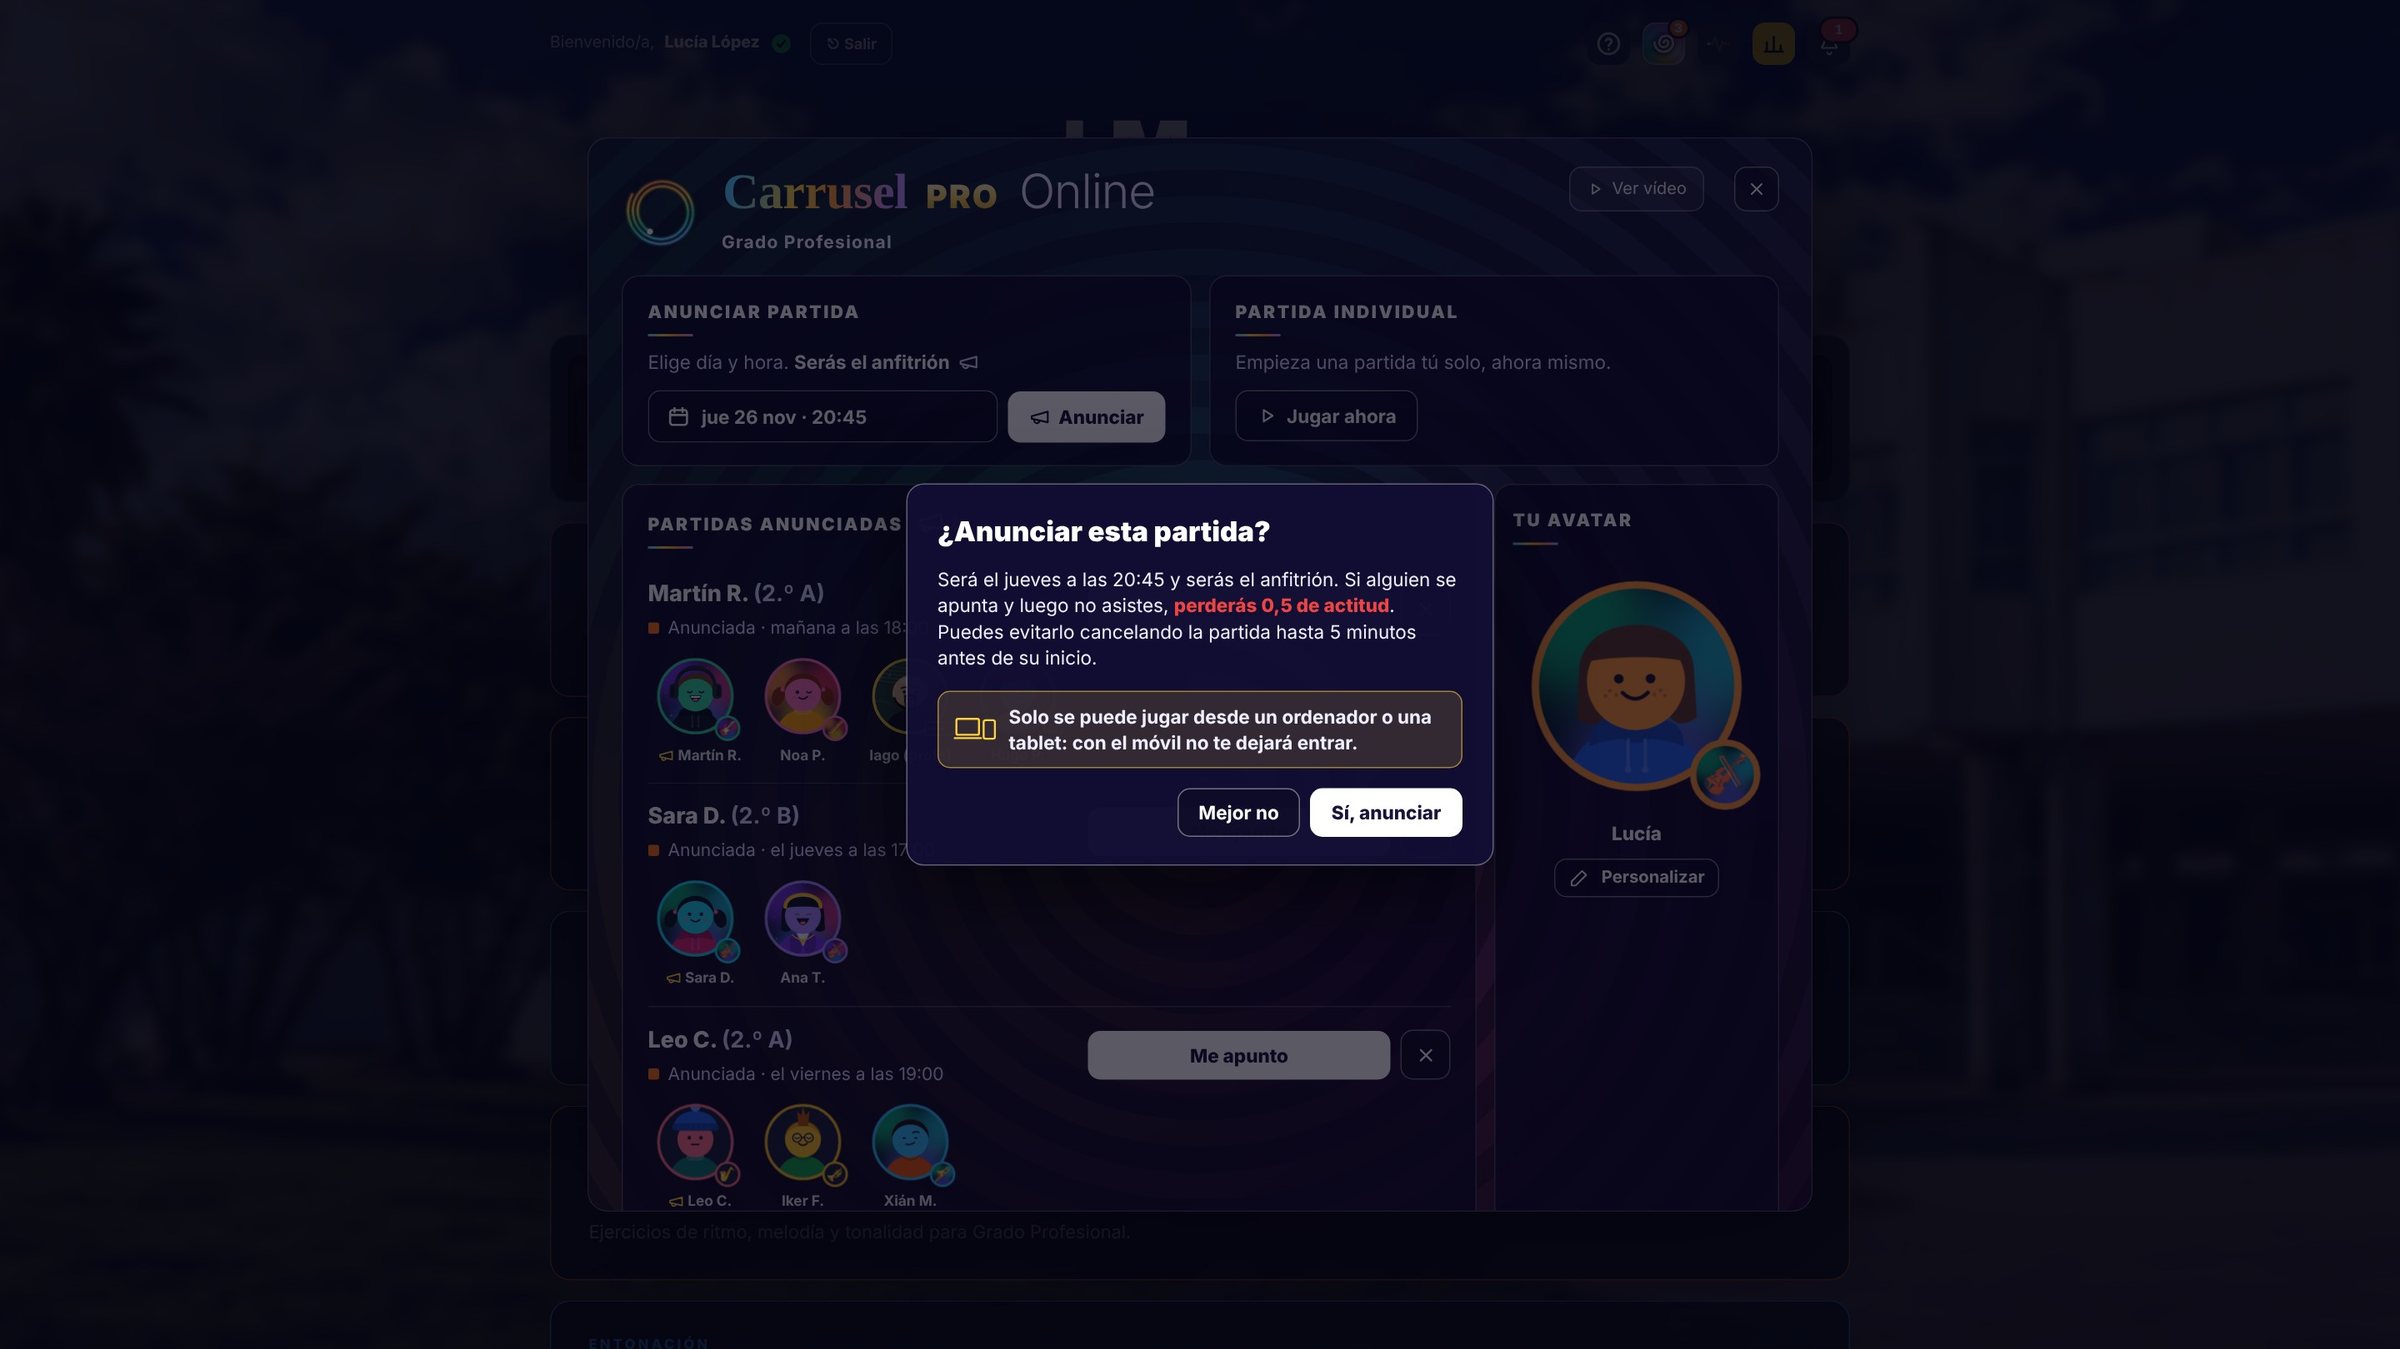 Bienvenido/a, Lucía López
Salir
3
1
Carrusel PRO Online
Grado Profesional
Ver vídeo
ANUNCIAR PARTIDA
Elige día y hora. Serás el anfitrión
jue 26 nov · 20:45
Anunciar
PARTIDA INDIVIDUAL
Empieza una partida tú solo, ahora mismo.
Jugar ahora
PARTIDAS ANUNCIADAS
Martín R. (2.º A)
Anunciada · mañana a las 18:
Martín R.
Noa P.
Iago
Sara D. (2.º B)
Anunciada · el jueves a las 17:00
Sara D.
Ana T.
Leo C. (2.º A)
Anunciada · el viernes a las 19:00
Me apunto
Leo C.
Iker F.
Xián M.
¿Anunciar esta partida?
Será el jueves a las 20:45 y serás el anfitrión. Si alguien se
apunta y luego no asistes, perderás 0,5 de actitud.
Puedes evitarlo cancelando la partida hasta 5 minutos
antes de su inicio.
Solo se puede jugar desde un ordenador o una
tablet: con el móvil no te dejará entrar.
Mejor no
Sí, anunciar
TU AVATAR
Lucía
Personalizar
Ejercicios de ritmo, melodía y tonalidad para Grado Profesional.
ENTONACIÓN